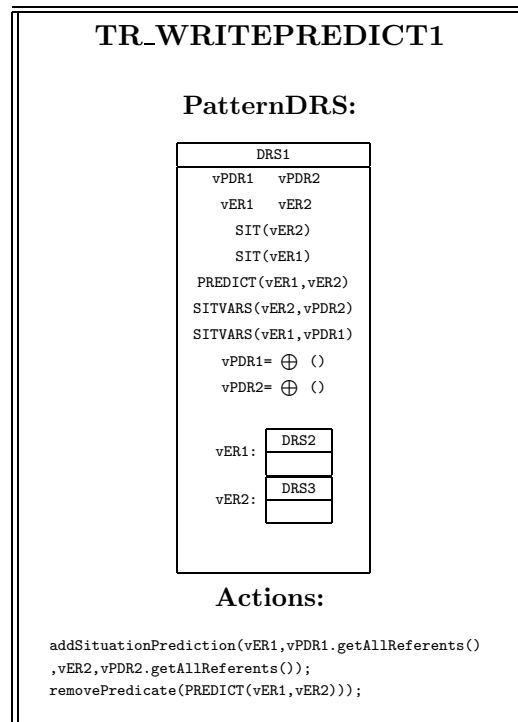 TR_WRITEPREDICT1
PatternDRS:
DRS1
vPDR1 vPDR2
vER1 vER2
SIT(vER2)
SIT(vER1)
PREDICT(vER1,vER2)
SITVARS(vER2,vPDR2)
SITVARS(vER1,vPDR1)
vPDR1= ⊕ ()
vPDR2= ⊕ ()
DRS2
vER1:
DRS3
vER2:
Actions:
addSituationPrediction(vER1,vPDR1.getAllReferents()
,vER2,vPDR2.getAllReferents());
removePredicate(PREDICT(vER1,vER2)));